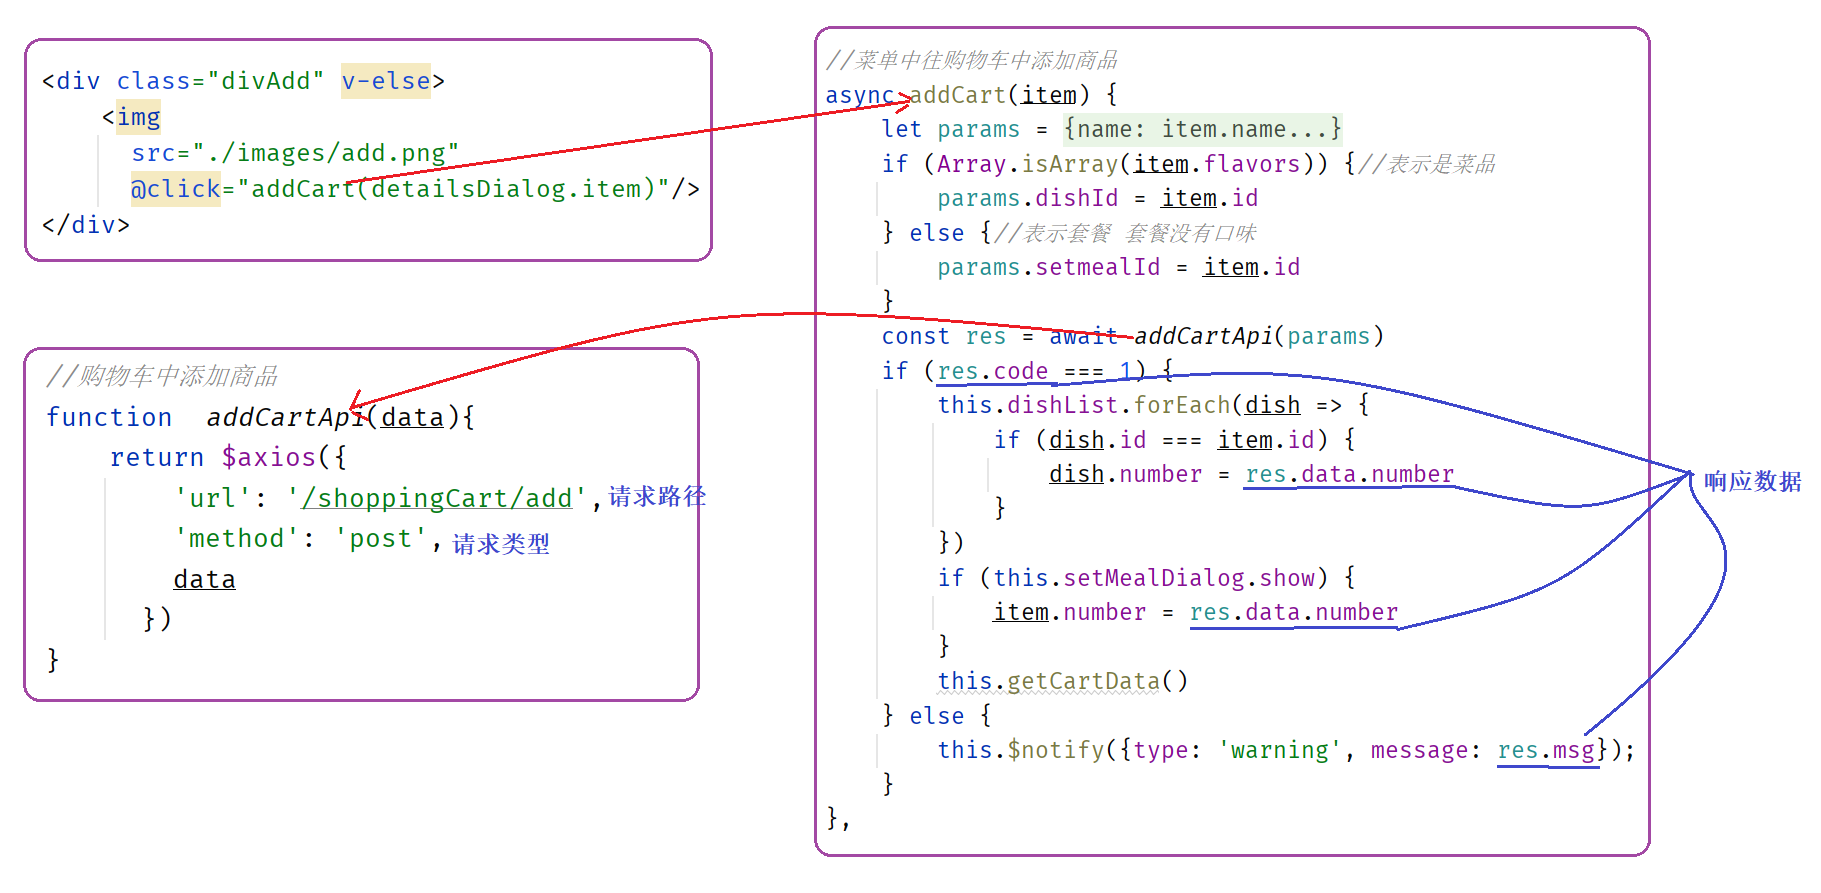 <div class="divAdd" v-else>
<img
src="./images/add.png"
@click="addCart(detailsDialog.item)"/>
</div>
//购物车中添加商品
function addCartApi(data){
return $axios({
'url': '/shoppingCart/add', 请求路径
'method': 'post', 请求类型
data
})
}
//菜单中往购物车中添加商品
async addCart(item) {
let params = {name: item.name...}
if (Array.isArray(item.flavors)) {//表示是菜品
params.dishId = item.id
} else {//表示套餐 套餐没有口味
params.setmealId = item.id
}
const res = await addCartApi(params)
if (res.code === 1) {
this.dishList.forEach(dish => {
if (dish.id === item.id) {
dish.number = res.data.number
}
})
if (this.setMealDialog.show) {
item.number = res.data.number
}
this.getCartData()
} else {
this.$notify({type: 'warning', message: res.msg});
}
},
响应数据